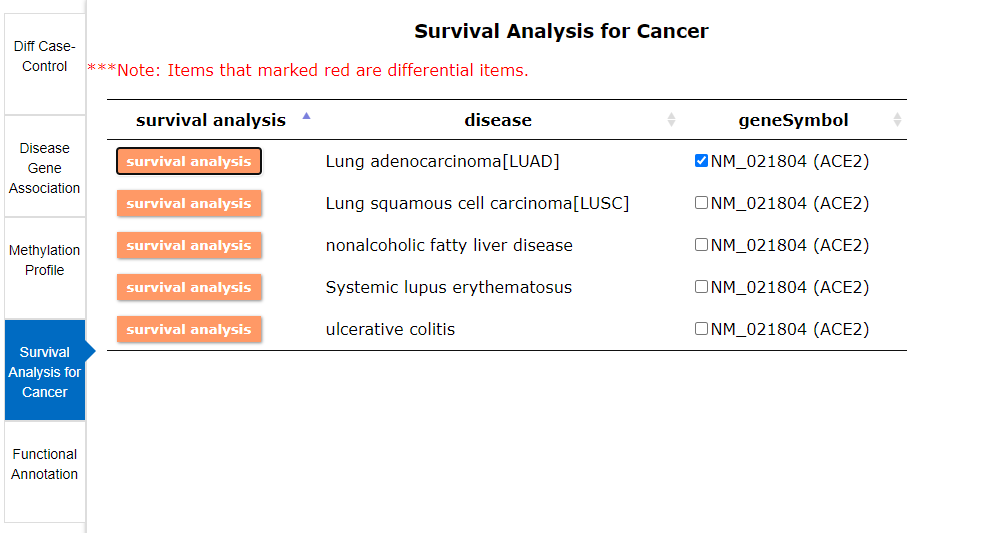 Diff Case-
Control
Disease
Gene
Association
Methylation
Profile
Survival
Analysis for
Cancer
Functional
Annotation
Survival Analysis for Cancer
***Note: Items that marked red are differential items.
survival analysis disease geneSymbol
survival analysis Lung adenocarcinoma[LUAD] NM_021804 (ACE2)
survival analysis Lung squamous cell carcinoma[LUSC] NM_021804 (ACE2)
survival analysis nonalcoholic fatty liver disease NM_021804 (ACE2)
survival analysis Systemic lupus erythematosus NM_021804 (ACE2)
survival analysis ulcerative colitis NM_021804 (ACE2)